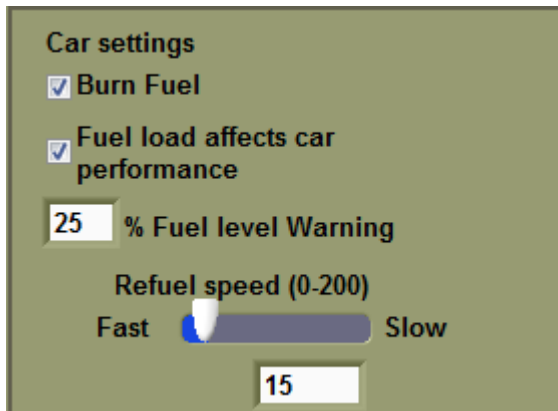 Car settings
Burn Fuel
Fuel load affects car
performance
25 % Fuel level Warning
Refuel speed (0-200)
Fast Slow
15